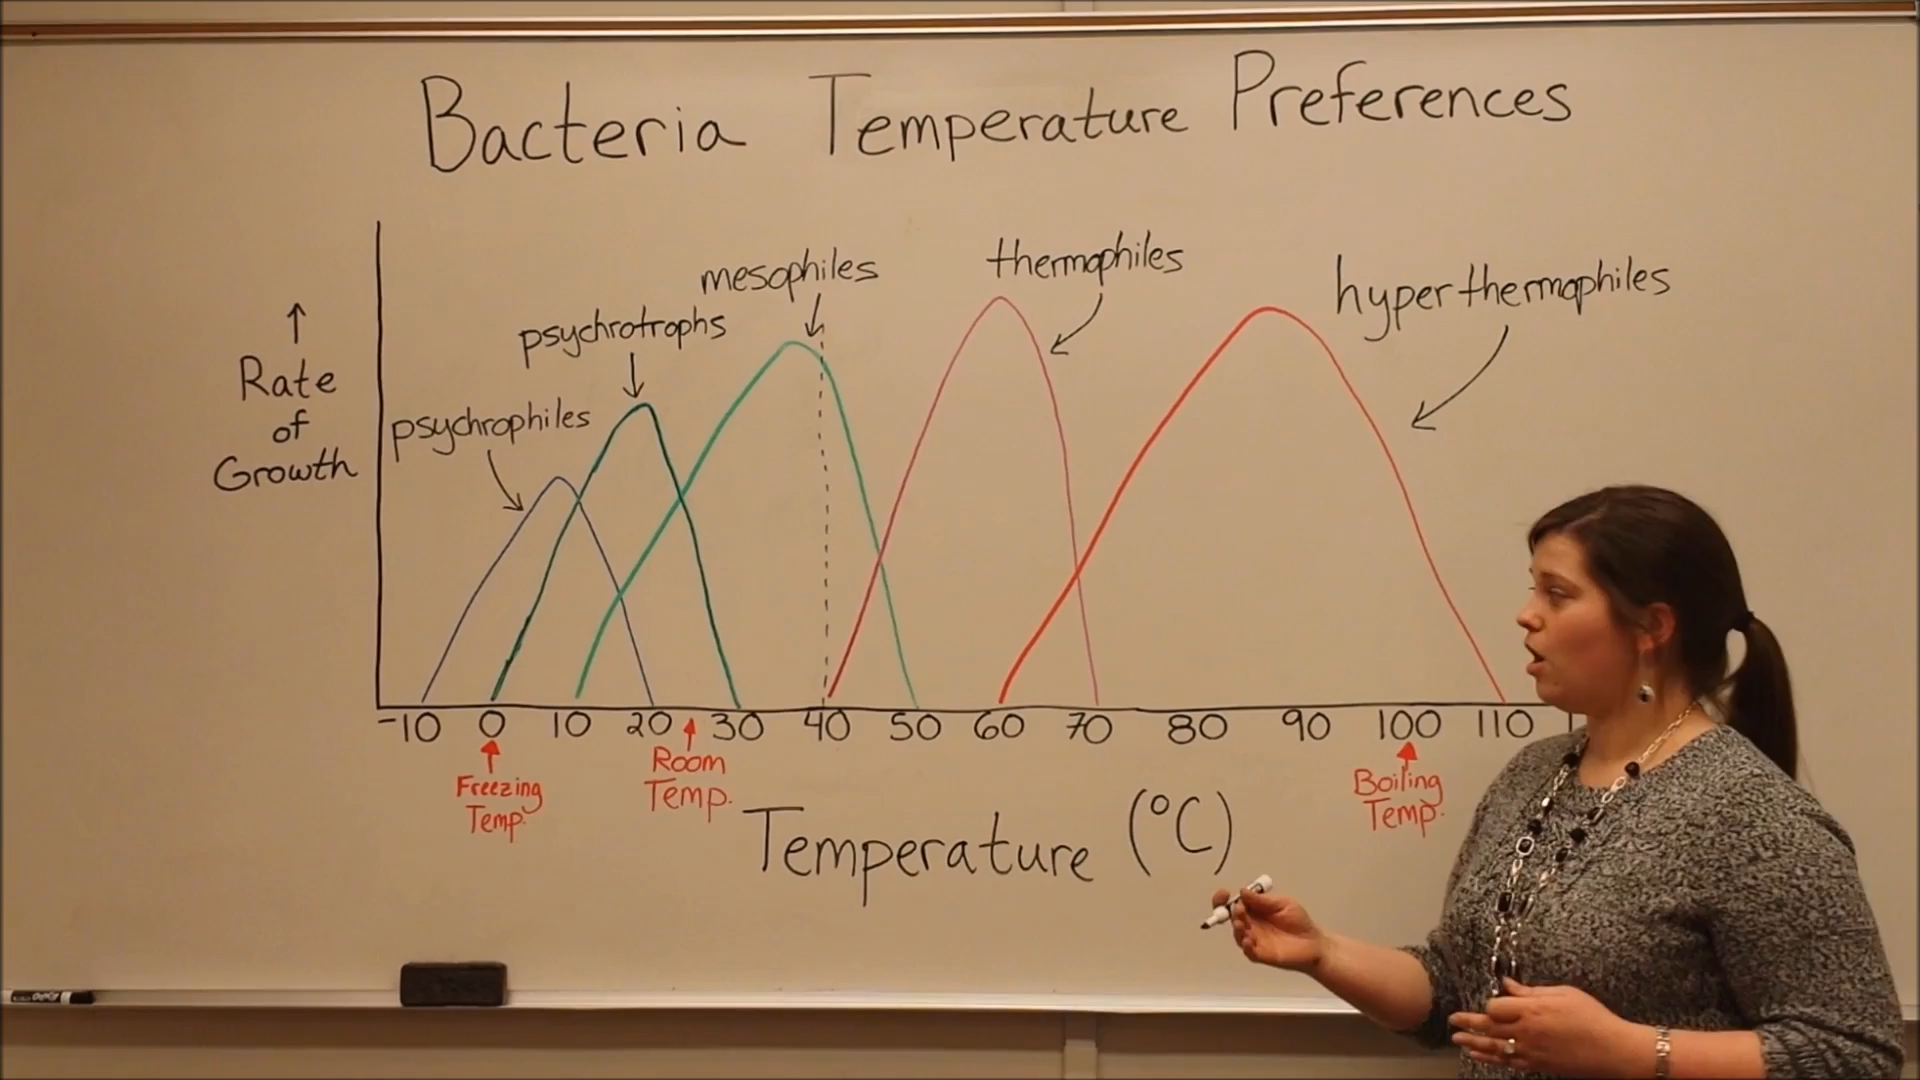 Bacteria Temperature Preferences
↑
Rate
of
Growth
psychrophiles
psychrotrophs
mesophiles
thermophiles
hyperthermophiles
-10 0 10 20 30 40 50 60 70 80 90 100 110
Freezing
Temp.
Room
Temp.
Boiling
Temp.
Temperature (°C)